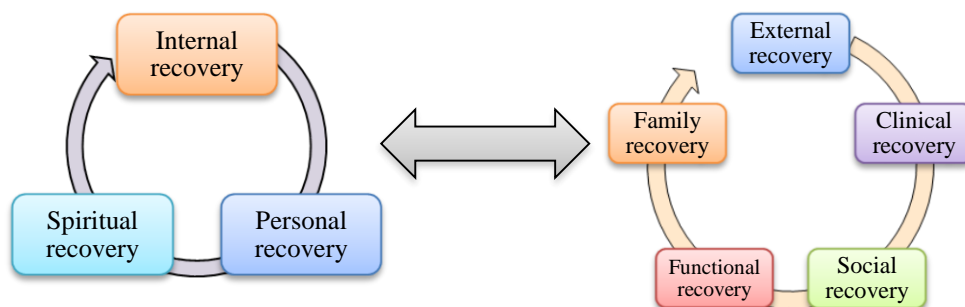 Internal
recovery
Spiritual
recovery
Personal
recovery
External
recovery
Family
recovery
Clinical
recovery
Functional
recovery
Social
recovery